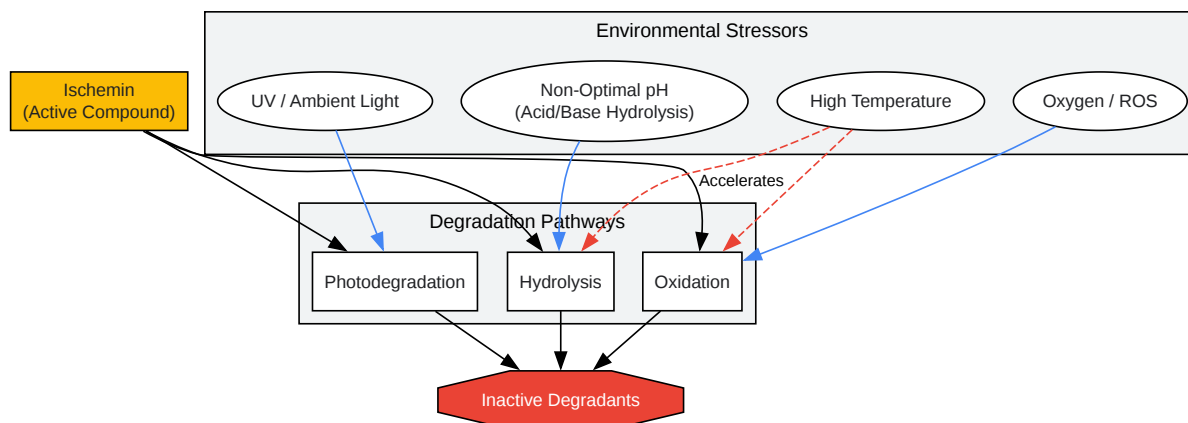 Environmental Stressors
Ischemin
(Active Compound)
UV / Ambient Light
Non-Optimal pH
(Acid/Base Hydrolysis)
High Temperature
Oxygen / ROS
Accelerates
Degradation Pathways
Photodegradation
Hydrolysis
Oxidation
Inactive Degradants